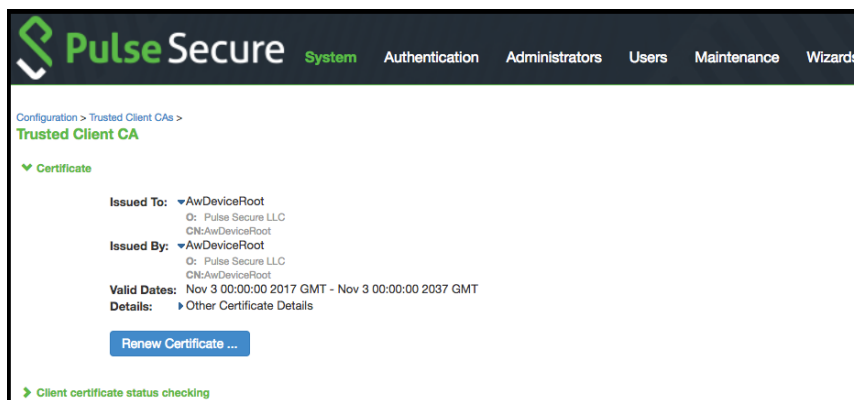 Pulse Secure System Authentication Administrators Users Maintenance Wizards
Configuration > Trusted Client CAs >
Trusted Client CA
Certificate
Issued To: AwDeviceRoot
O: Pulse Secure LLC
CN:AwDeviceRoot
Issued By: AwDeviceRoot
O: Pulse Secure LLC
CN:AwDeviceRoot
Valid Dates: Nov 3 00:00:00 2017 GMT - Nov 3 00:00:00 2037 GMT
Details: Other Certificate Details
Renew Certificate ...
Client certificate status checking